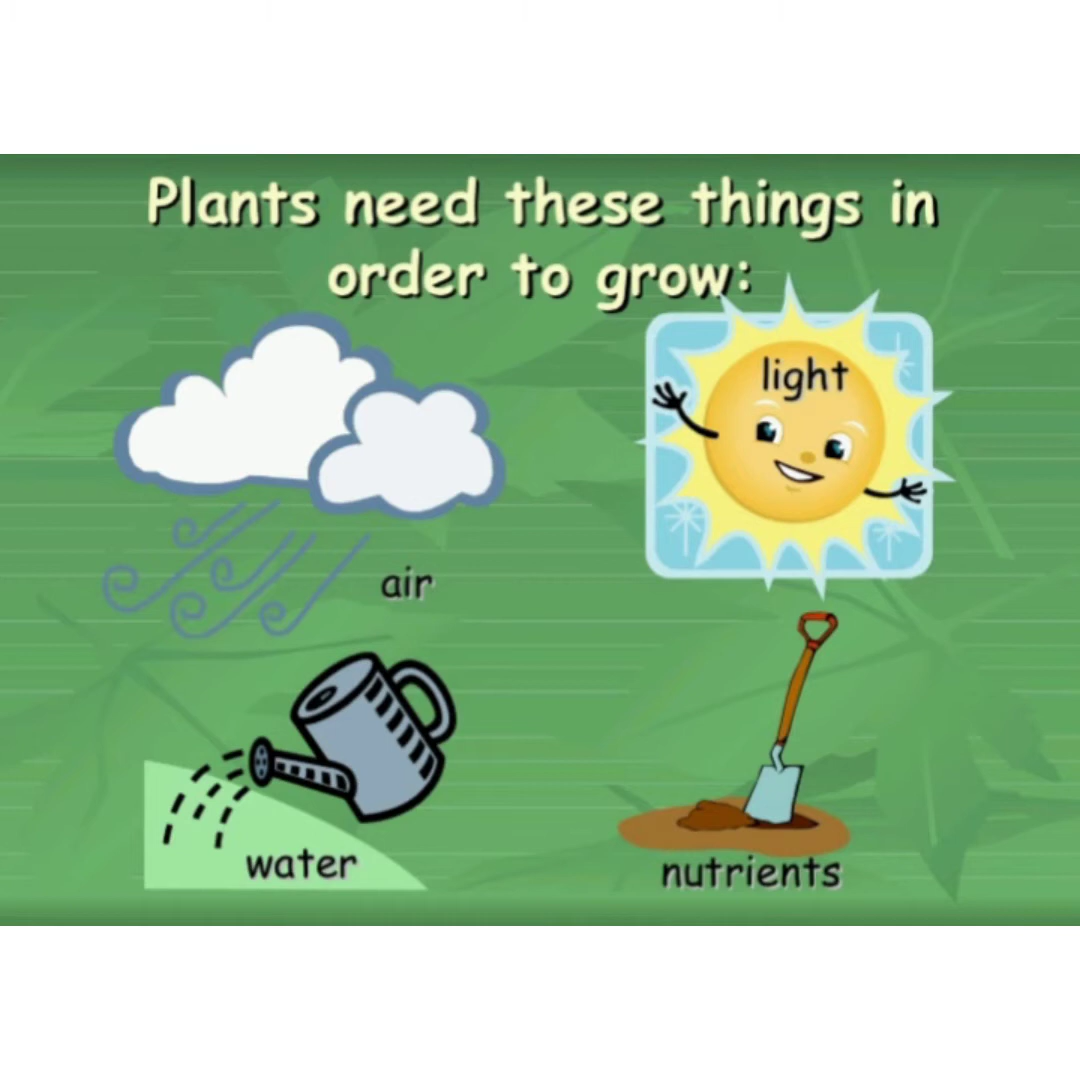 Plants need these things in
order to grow:
light
air
water
nutrients